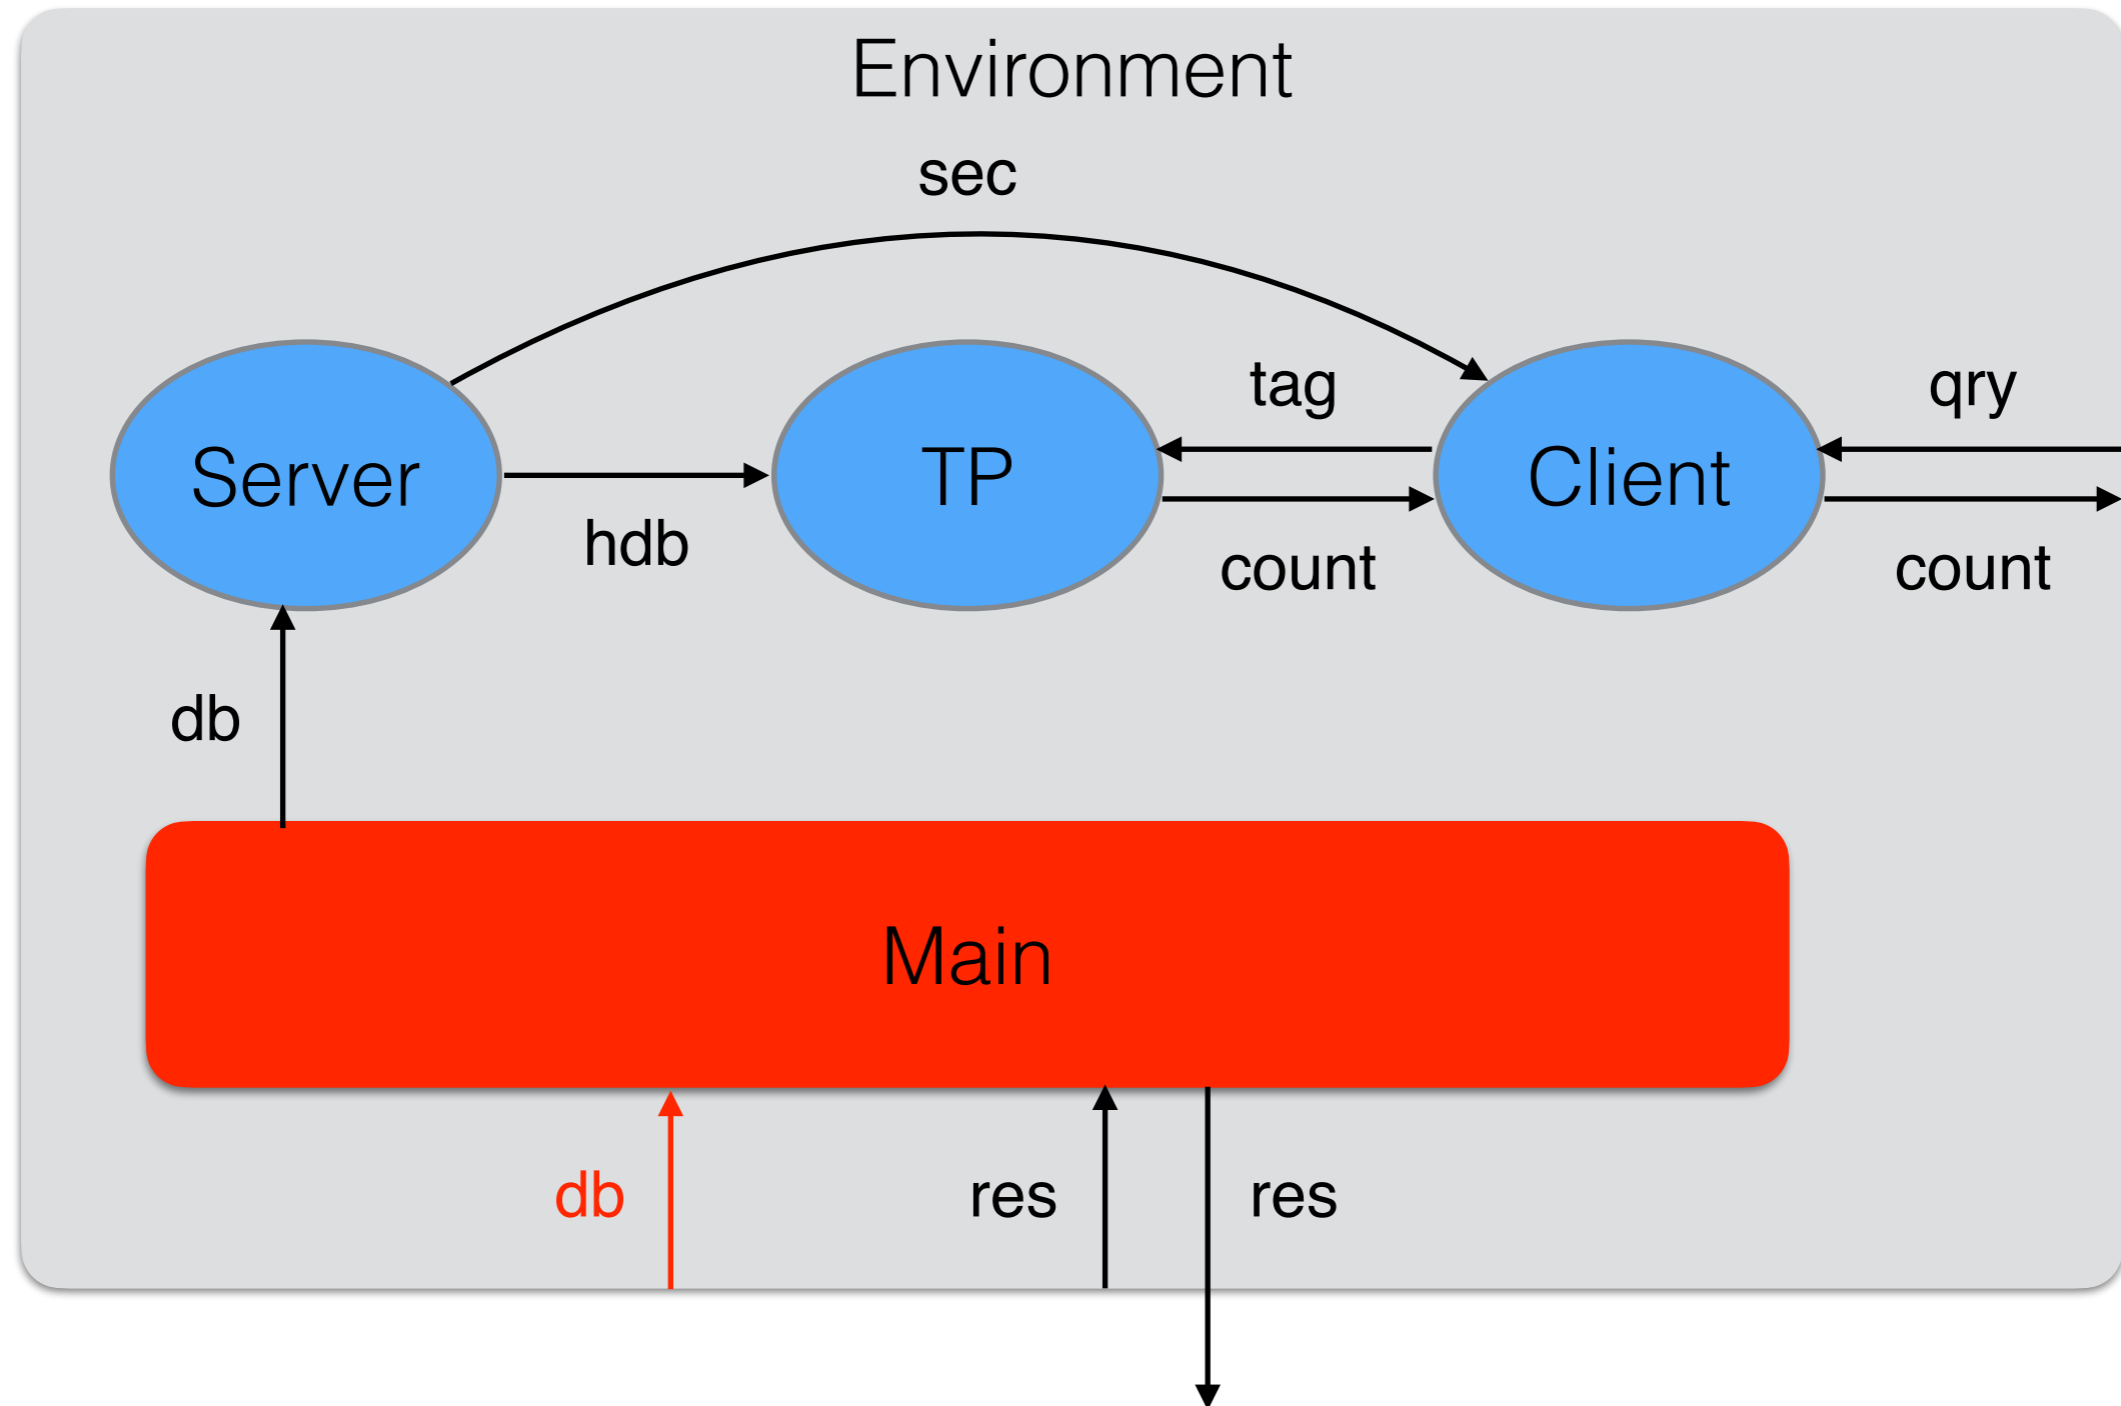 Environment
sec
tag
qry
Server
TP
Client
hdb
count
count
db
Main
db
res
res